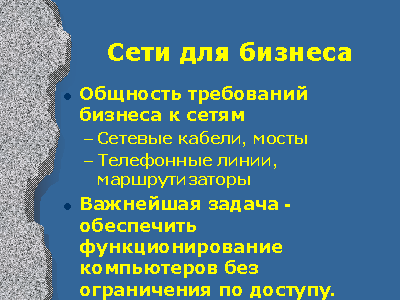 Сети для бизнеса
• Общность требований
бизнеса к сетям
– Сетевые кабели, мосты
– Телефонные линии,
маршрутизаторы
• Важнейшая задача -
обеспечить
функционирование
компьютеров без
ограничения по доступу.